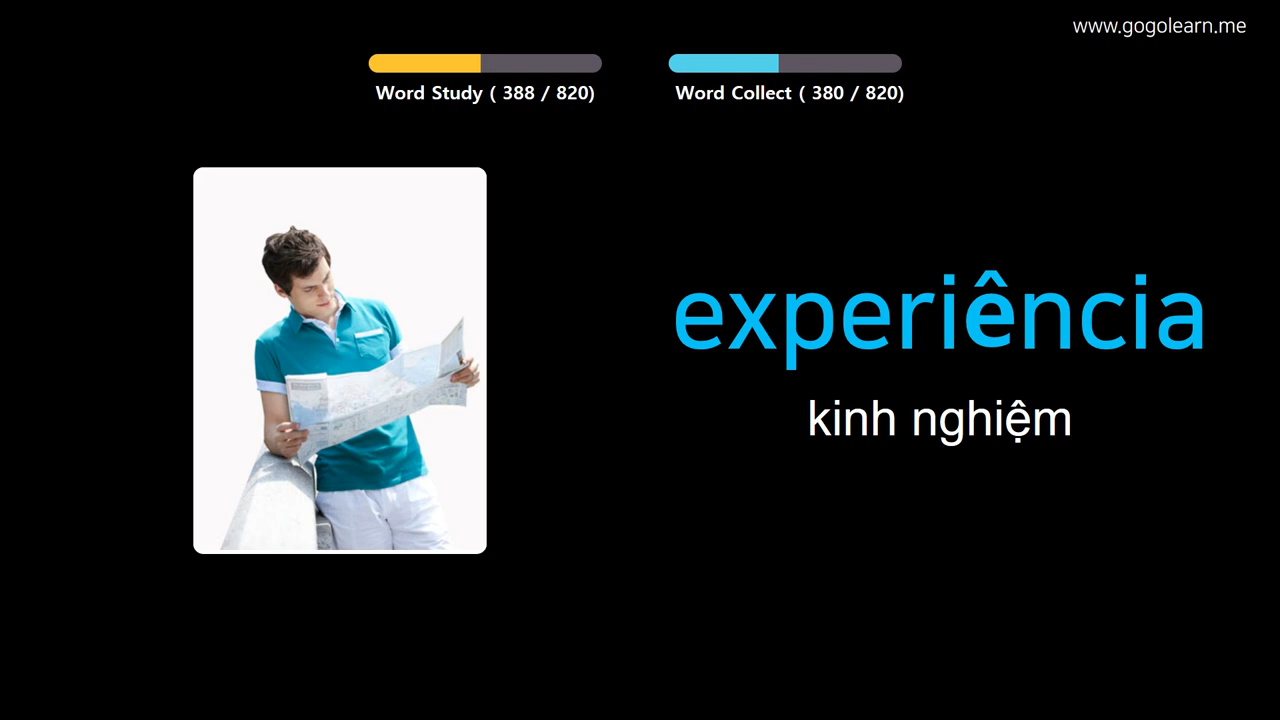 www.gogolearn.me
Word Study ( 388 / 820)
Word Collect ( 380 / 820)
experiência
kinh nghiệm